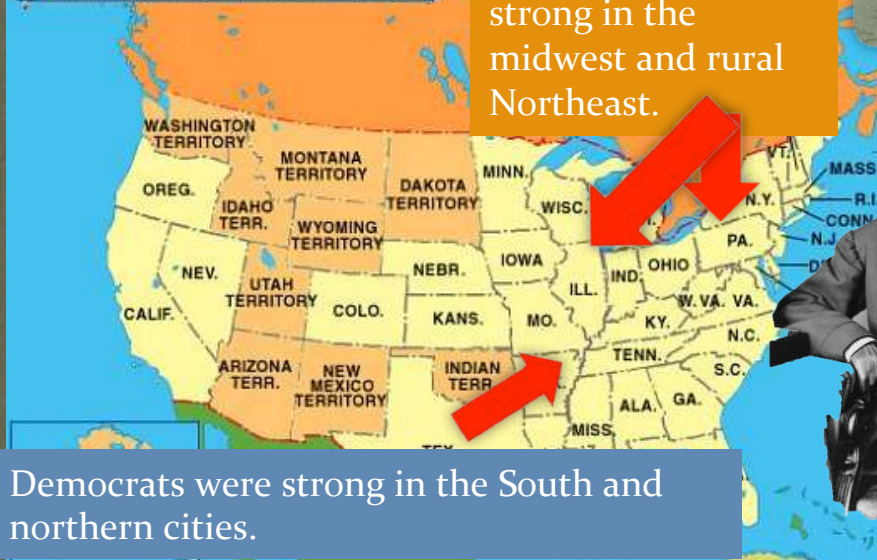 strong in the
midwest and rural
Northeast.
WASHINGTON
TERRITORY
MONTANA
TERRITORY
DAKOTA
TERRITORY
MINN.
VT.
MASS
OREG.
IDAHO
TERR.
WYOMING
TERRITORY
WISC.
N.Y.
R.I.
CONN
PA.
N.J.
NEV.
UTAH
TERRITORY
NEBR.
IOWA
ILL.
IND.
OHIO
CALIF.
COLO.
KANS.
MO.
KY.
W. VA.
VA.
N.C.
TENN.
S.C.
ARIZONA
TERR.
NEW
MEXICO
TERRITORY
INDIAN
TERR
ALA.
GA.
MISS.
Democrats were strong in the South and
northern cities.